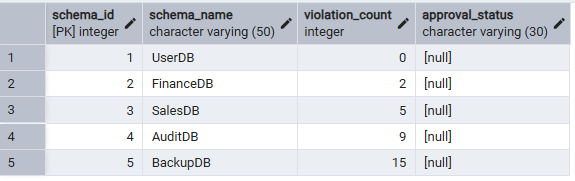 schema_id schema_name violation_count approval_status
[PK] integer character varying (50) integer character varying (30)
1 1 UserDB 0 [null]
2 2 FinanceDB 2 [null]
3 3 SalesDB 5 [null]
4 4 AuditDB 9 [null]
5 5 BackupDB 15 [null]